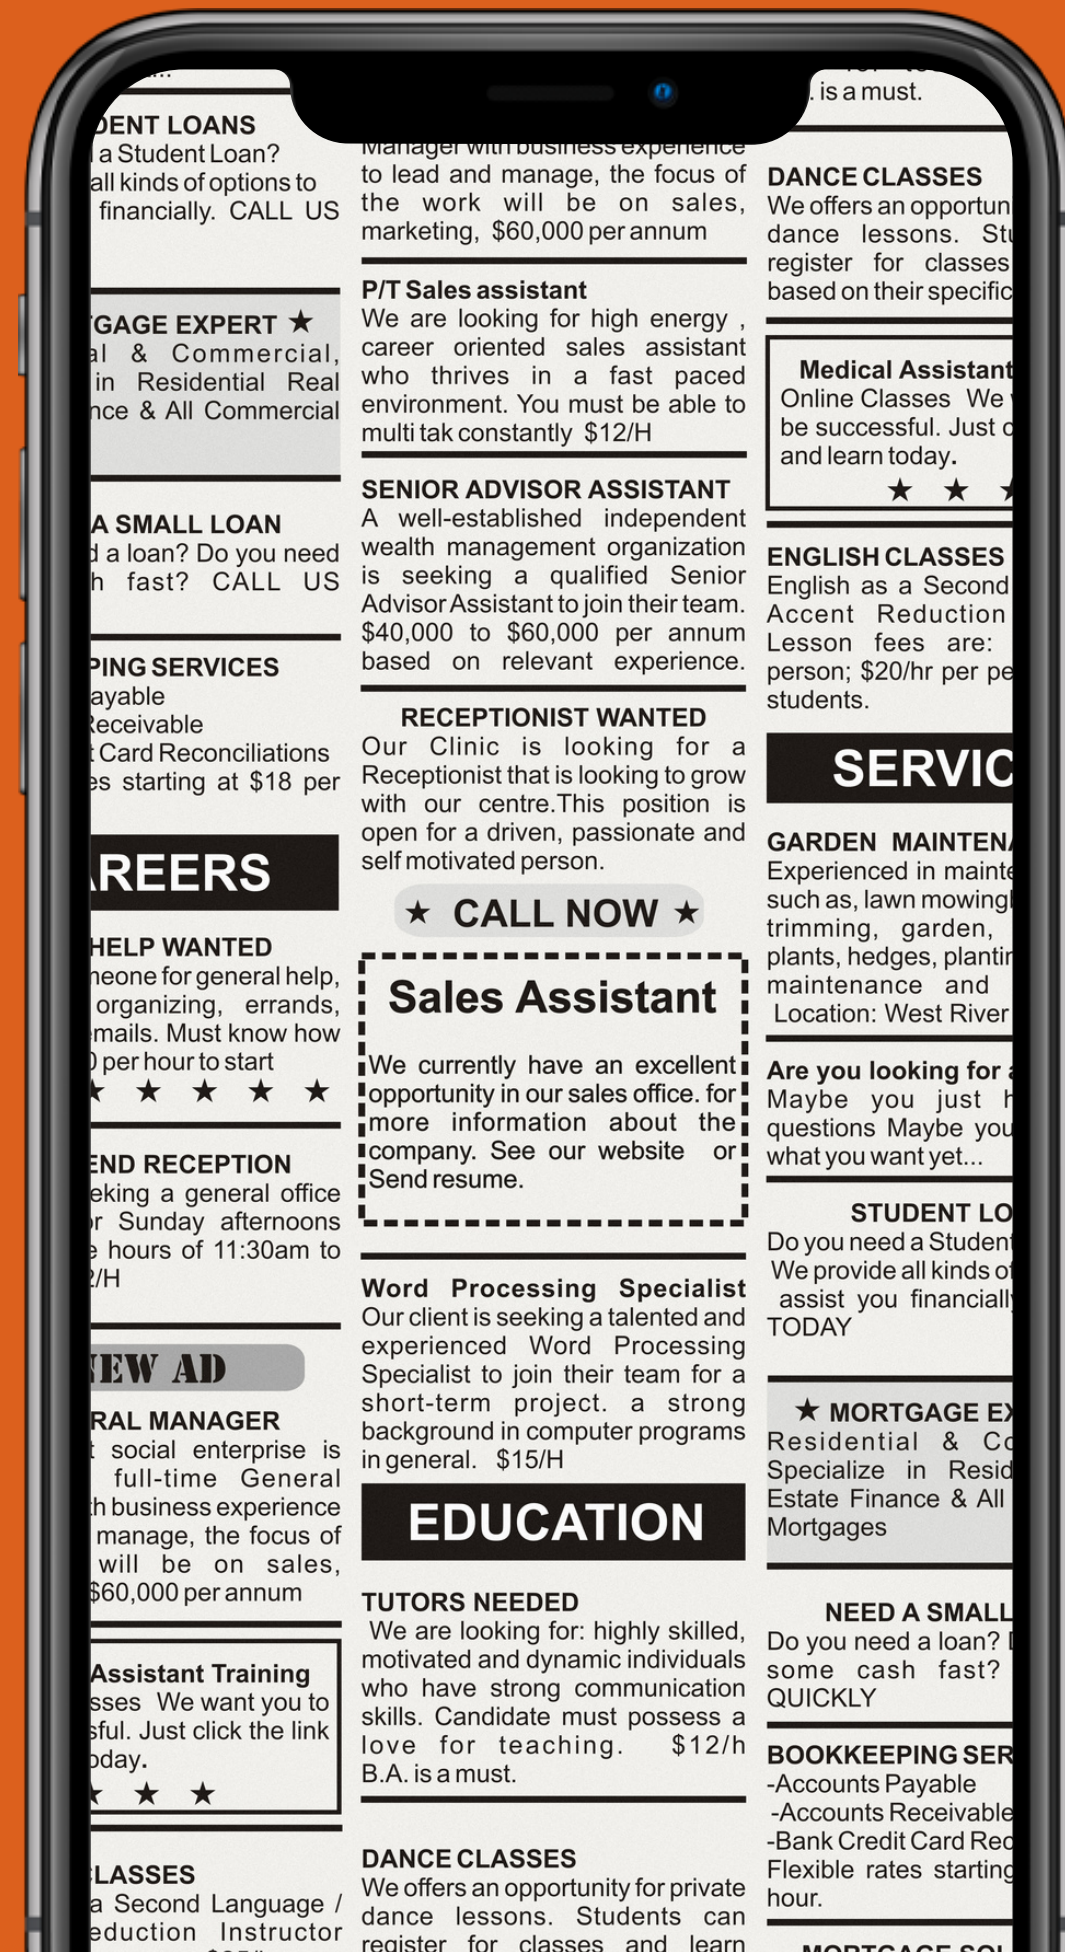 DENT LOANS
a Student Loan?
all kinds of options to
financially. CALL US
GAGE EXPERT ★
al & Commercial,
in Residential Real
nce & All Commercial
A SMALL LOAN
d a loan? Do you need
h fast? CALL US
PING SERVICES
ayable
Receivable
t Card Reconciliations
es starting at $18 per
REERS
HELP WANTED
meone for general help,
organizing, errands,
emails. Must know how
0 per hour to start
★ ★ ★ ★ ★
END RECEPTION
eking a general office
or Sunday afternoons
e hours of 11:30am to
2/H
NEW AD
RAL MANAGER
t social enterprise is
full-time General
th business experience
manage, the focus of
will be on sales,
$60,000 per annum
Assistant Training
sses We want you to
sful. Just click the link
oday.
★ ★ ★
LASSES
a Second Language /
eduction Instructor
Manager with business experience
to lead and manage, the focus of
the work will be on sales,
marketing, $60,000 per annum
P/T Sales assistant
We are looking for high energy ,
career oriented sales assistant
who thrives in a fast paced
environment. You must be able to
multi tak constantly $12/H
SENIOR ADVISOR ASSISTANT
A well-established independent
wealth management organization
is seeking a qualified Senior
Advisor Assistant to join their team.
$40,000 to $60,000 per annum
based on relevant experience.
RECEPTIONIST WANTED
Our Clinic is looking for a
Receptionist that is looking to grow
with our centre.This position is
open for a driven, passionate and
self motivated person.
★ CALL NOW ★
Sales Assistant
We currently have an excellent
opportunity in our sales office. for
more information about the
company. See our website or
Send resume.
Word Processing Specialist
Our client is seeking a talented and
experienced Word Processing
Specialist to join their team for a
short-term project. a strong
background in computer programs
in general. $15/H
EDUCATION
TUTORS NEEDED
We are looking for: highly skilled,
motivated and dynamic individuals
who have strong communication
skills. Candidate must possess a
love for teaching. $12/h
B.A. is a must.
DANCE CLASSES
We offers an opportunity for private
dance lessons. Students can
register for classes and learn
. is a must.
DANCE CLASSES
We offers an opportun
dance lessons. Stu
register for classes
based on their specific
Medical Assistant
Online Classes We
be successful. Just c
and learn today.
★ ★ ★
ENGLISH CLASSES
English as a Second
Accent Reduction
Lesson fees are:
person; $20/hr per pe
students.
SERVIC
GARDEN MAINTENA
Experienced in mainte
such as, lawn mowing
trimming, garden,
plants, hedges, plantin
maintenance and
Location: West River
Are you looking for a
Maybe you just h
questions Maybe you
what you want yet...
STUDENT LO
Do you need a Student
We provide all kinds of
assist you financially
TODAY
★ MORTGAGE EX
Residential & Co
Specialize in Resid
Estate Finance & All
Mortgages
NEED A SMALL
Do you need a loan? D
some cash fast?
QUICKLY
BOOKKEEPING SER
-Accounts Payable
-Accounts Receivable
-Bank Credit Card Rec
Flexible rates starting
hour.